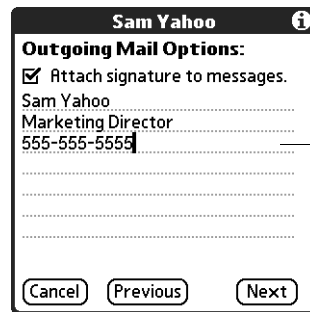 Sam Yahoo
Outgoing Mail Options:
Attach signature to messages.
Sam Yahoo
Marketing Director
555-555-5555
Cancel Previous Next